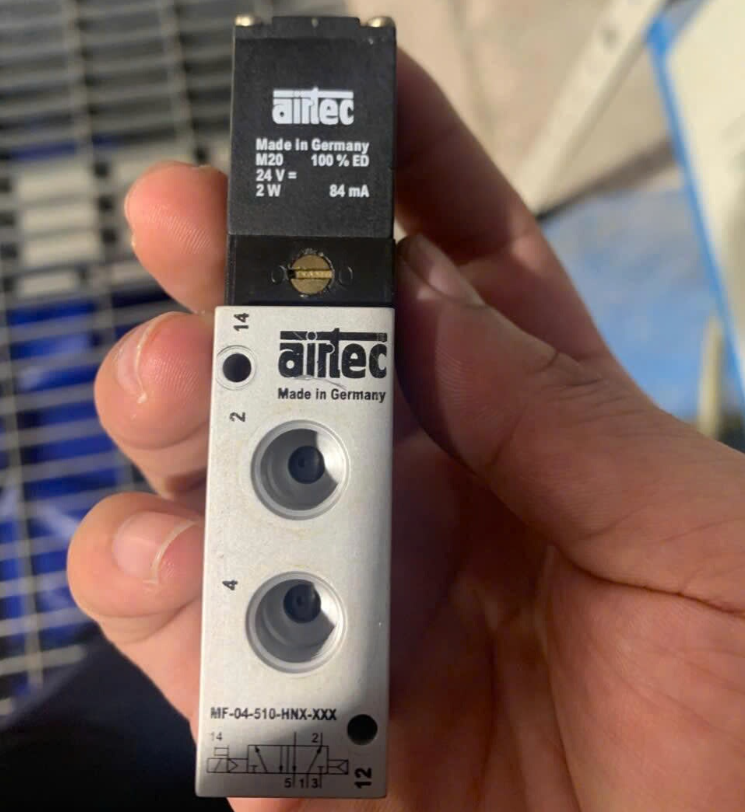 airtec
Made in Germany
M20 100 % ED
24 V =
2 W 84 mA
14
airtec
Made in Germany
2
4
MF-04-510-HNX-XXX
14 2
5 1 3
12